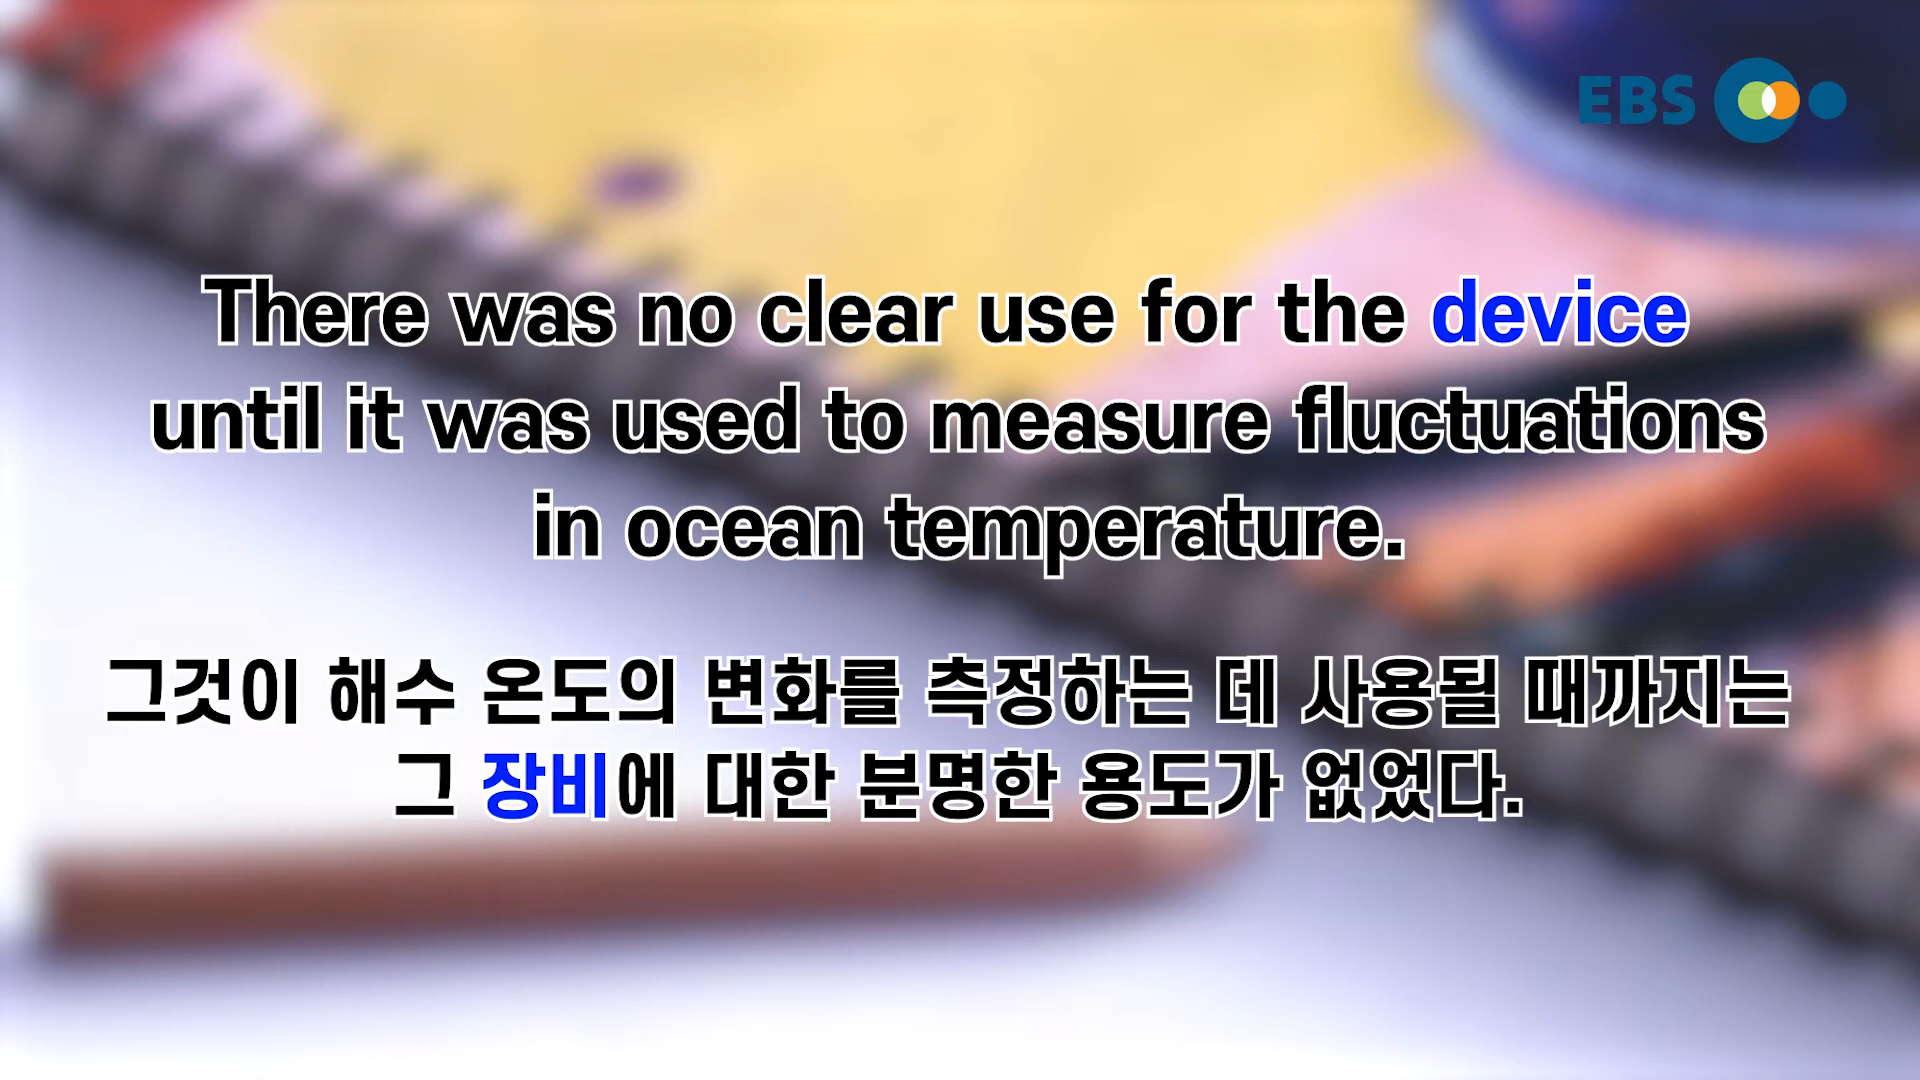 EBS
There was no clear use for the device
until it was used to measure fluctuations
in ocean temperature.
그것이 해수 온도의 변화를 측정하는 데 사용될 때까지는
그 장비에 대한 분명한 용도가 없었다.